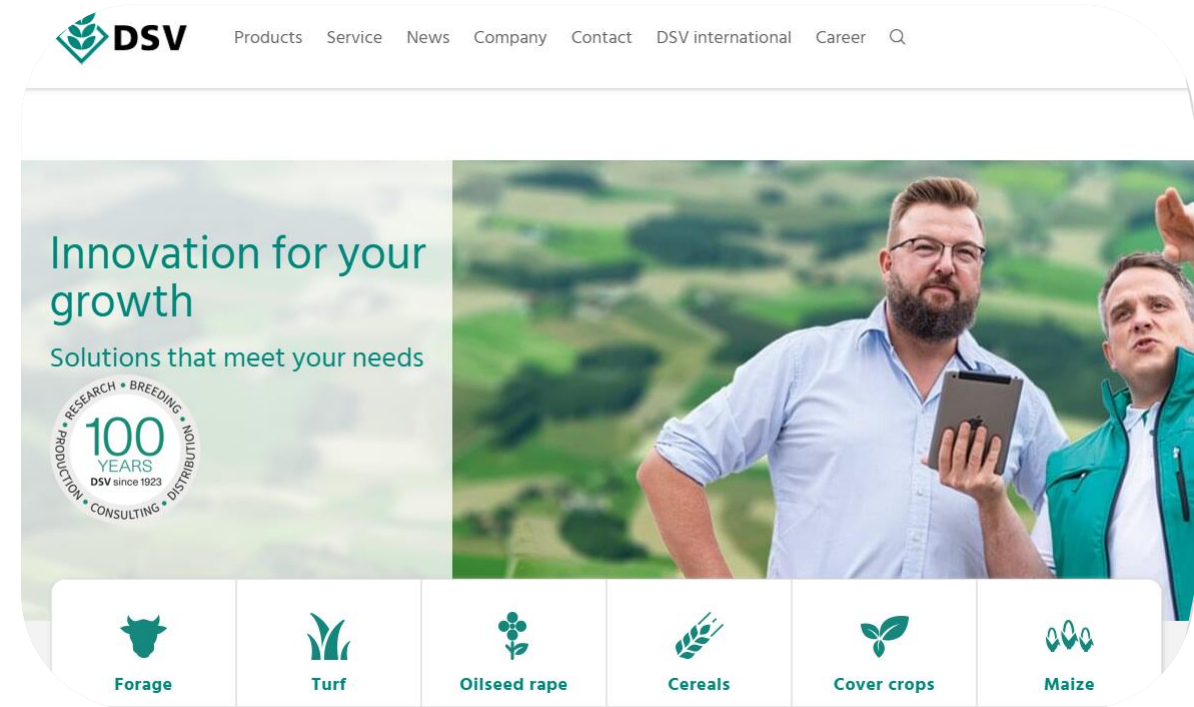 DSV
Products Service News Company Contact DSV international Career
Innovation for your
growth
Solutions that meet your needs
RESEARCH • BREEDING • DISTRIBUTION • CONSULTING • PRODUCTION •
100
YEARS
DSV since 1923
Forage Turf Oilseed rape Cereals Cover crops Maize